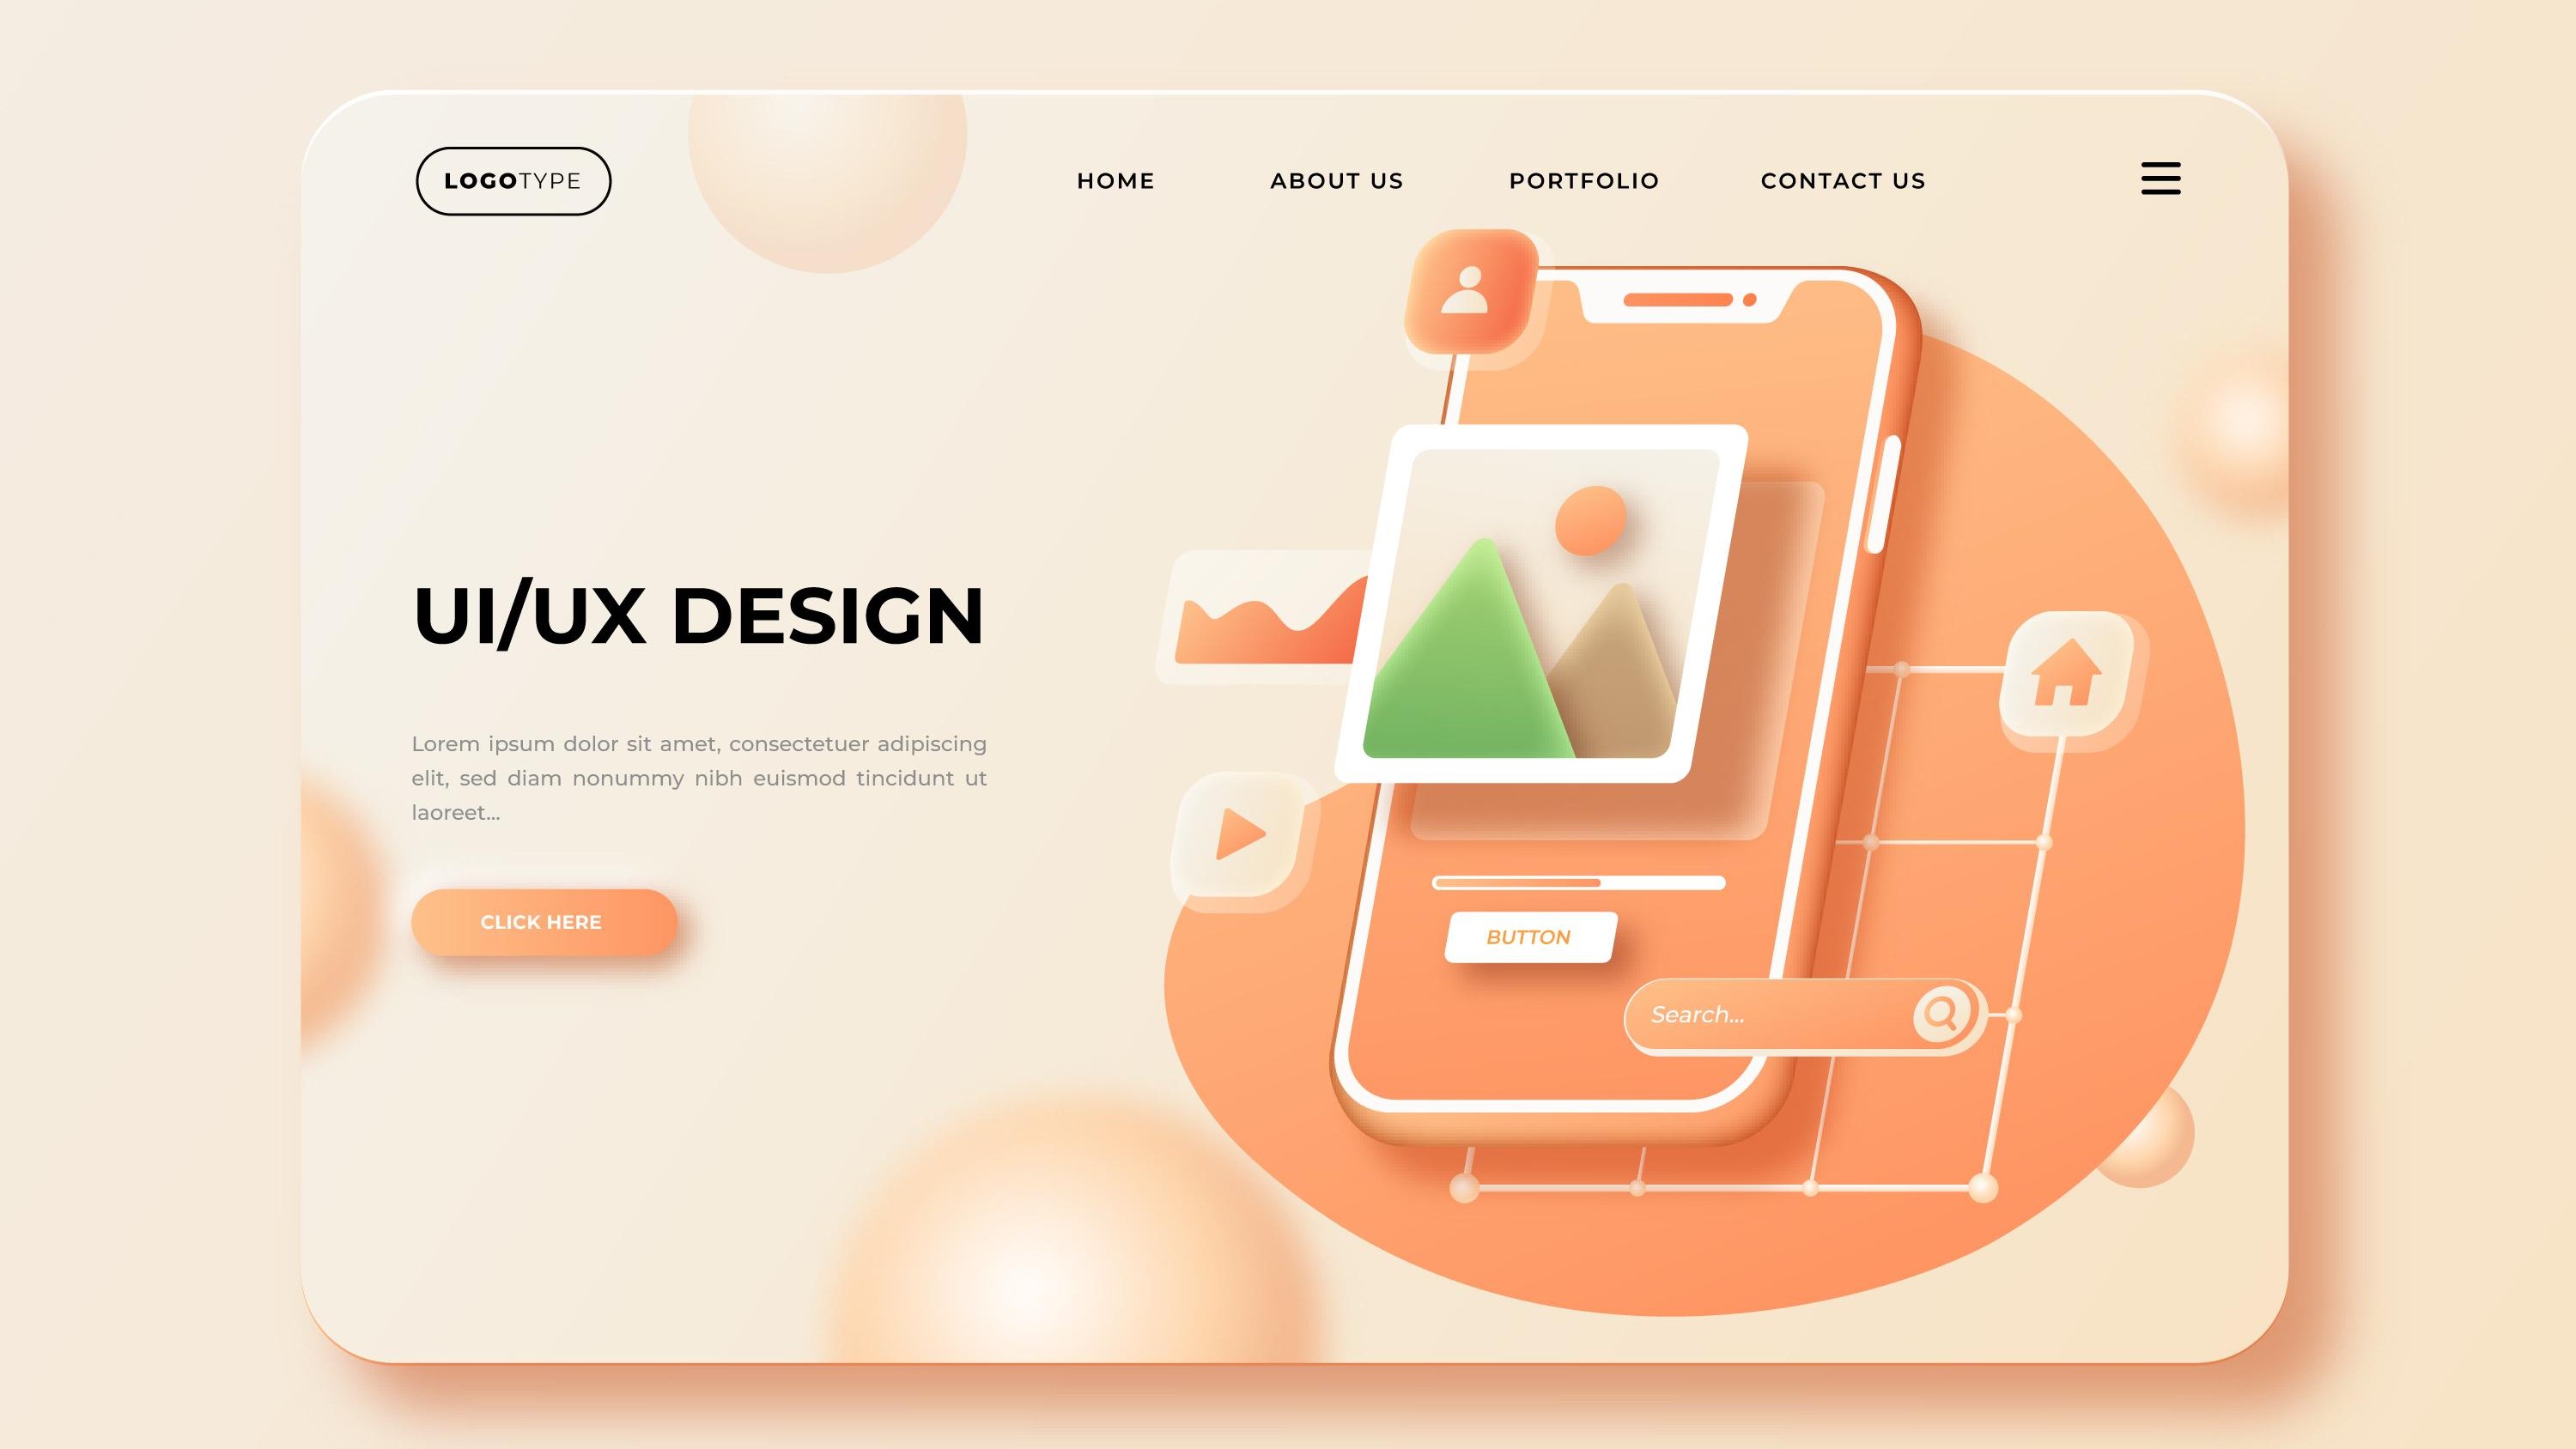 LOGOTYPE
HOME
ABOUT US
PORTFOLIO
CONTACT US
UI/UX DESIGN
Lorem ipsum dolor sit amet, consectetuer adipiscing
elit, sed diam nonummy nibh euismod tincidunt ut
laoreet...
CLICK HERE
BUTTON
Search...